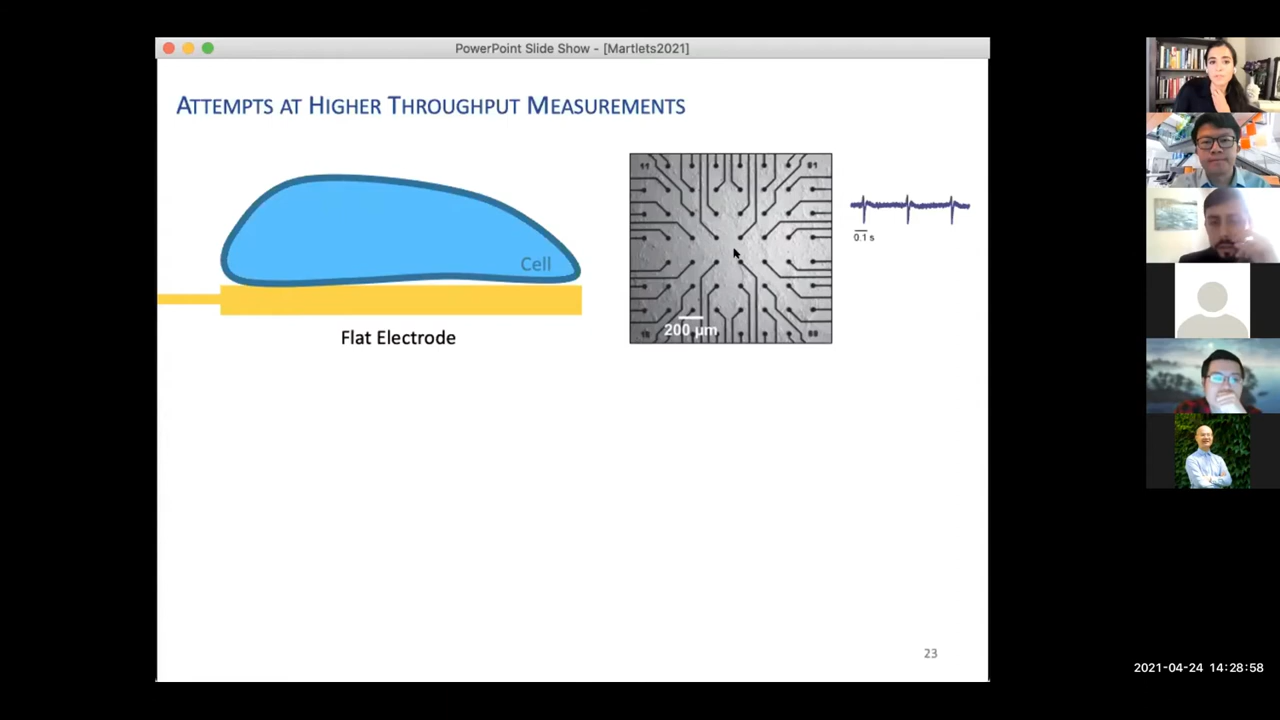 PowerPoint Slide Show - [Martlets2021]
ATTEMPTS AT HIGHER THROUGHPUT MEASUREMENTS
Cell
Flat Electrode
200 µm
0.1 s
23
2021-04-24 14:28:58